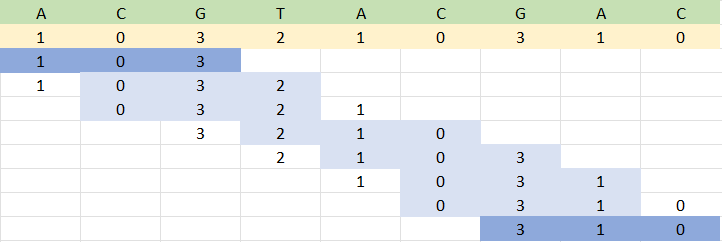 A C G T A C G A C
1 0 3 2 1 0 3 1 0
1 0 3
1 0 3 2
0 3 2 1
3 2 1 0
2 1 0 3
1 0 3 1
0 3 1 0
3 1 0